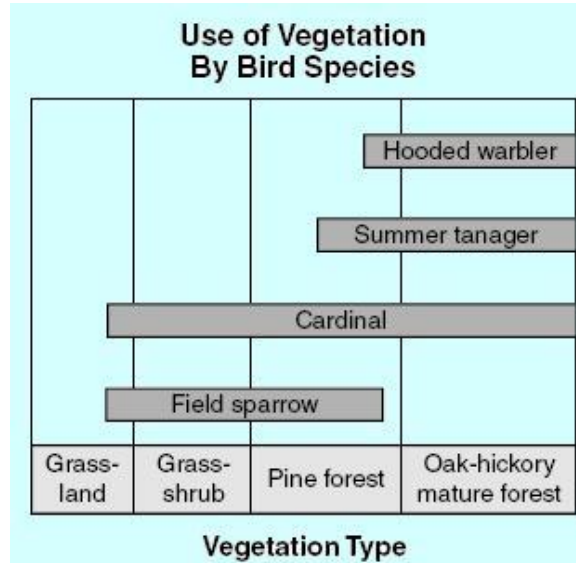 Use of Vegetation
By Bird Species
Hooded warbler
Summer tanager
Cardinal
Field sparrow
Grass-
land
Grass-
shrub
Pine forest
Oak-hickory
mature forest
Vegetation Type